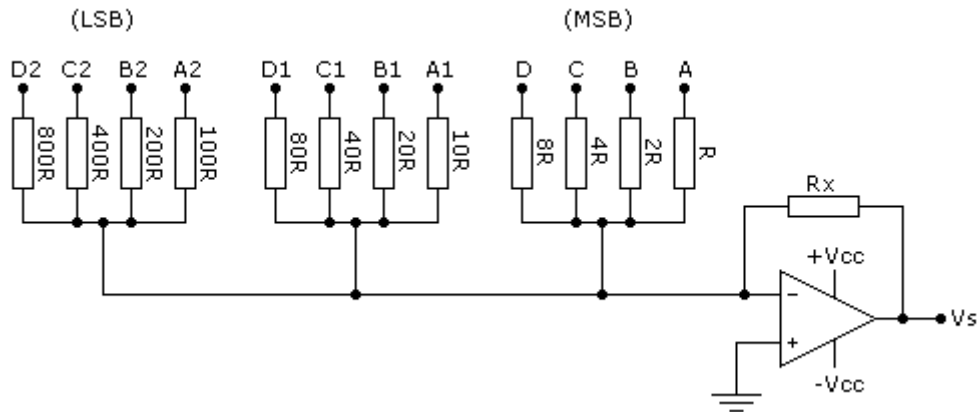 (LSB) (MSB)
D2 C2 B2 A2 D1 C1 B1 A1 D C B A
800R 400R 200R 100R 80R 40R 20R 10R 8R 4R 2R R
Rx
+Vcc
-
+
Vs
-Vcc